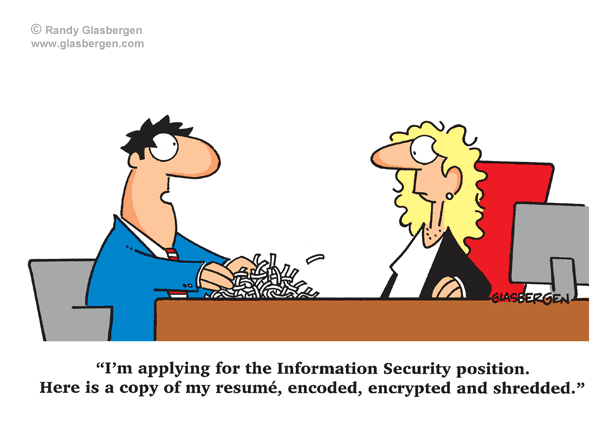 © Randy Glasbergen
www.glasbergen.com
GLASBERGEN
“I’m applying for the Information Security position.
Here is a copy of my resumé, encoded, encrypted and shredded.”